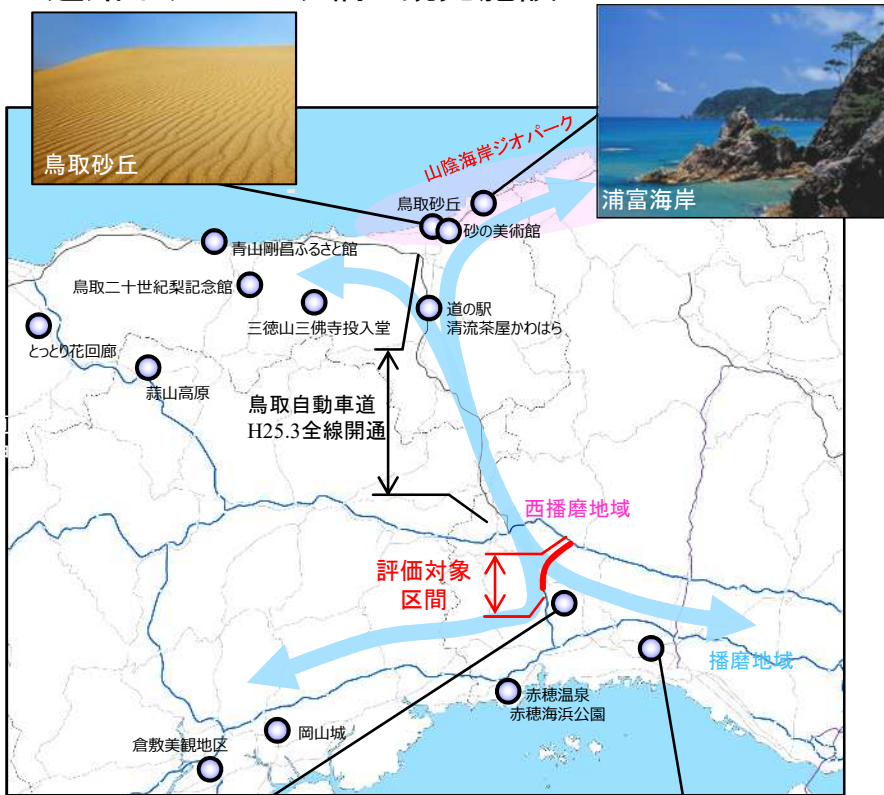 鳥取砂丘
浦富海岸
山陰海岸ジオパーク
鳥取砂丘
砂の美術館
青山剛昌ふるさと館
鳥取二十世紀梨記念館
三徳山三佛寺投入堂
道の駅
清流茶屋かわはら
とっとり花回廊
蒜山高原
鳥取自動車道
H25.3全線開通
西播磨地域
評価対象
区間
播磨地域
赤穂温泉
赤穂海浜公園
岡山城
倉敷美観地区